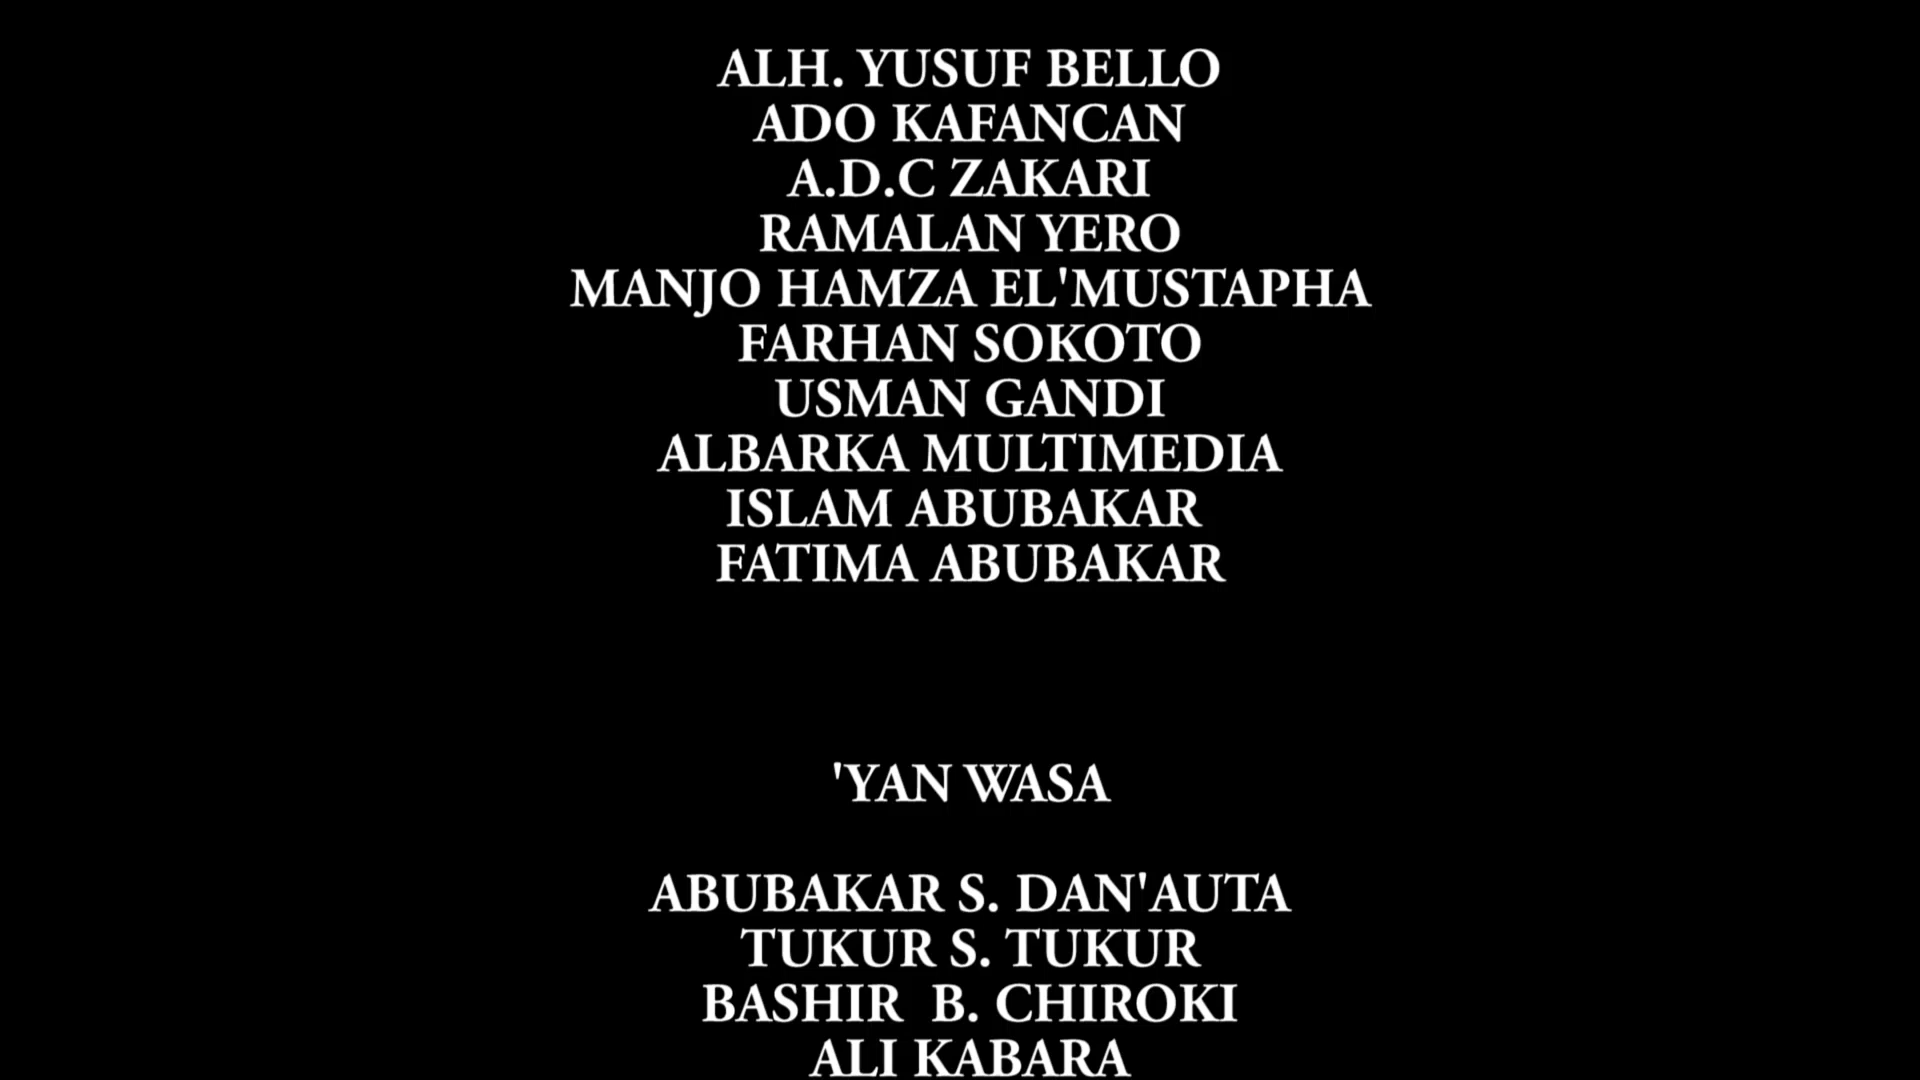 ALH. YUSUF BELLO
ADO KAFANCAN
A.D.C ZAKARI
RAMALAN YERO
MANJO HAMZA EL'MUSTAPHA
FARHAN SOKOTO
USMAN GANDI
ALBARKA MULTIMEDIA
ISLAM ABUBAKAR
FATIMA ABUBAKAR
'YAN WASA
ABUBAKAR S. DAN'AUTA
TUKUR S. TUKUR
BASHIR  B. CHIROKI
ALI KABARA